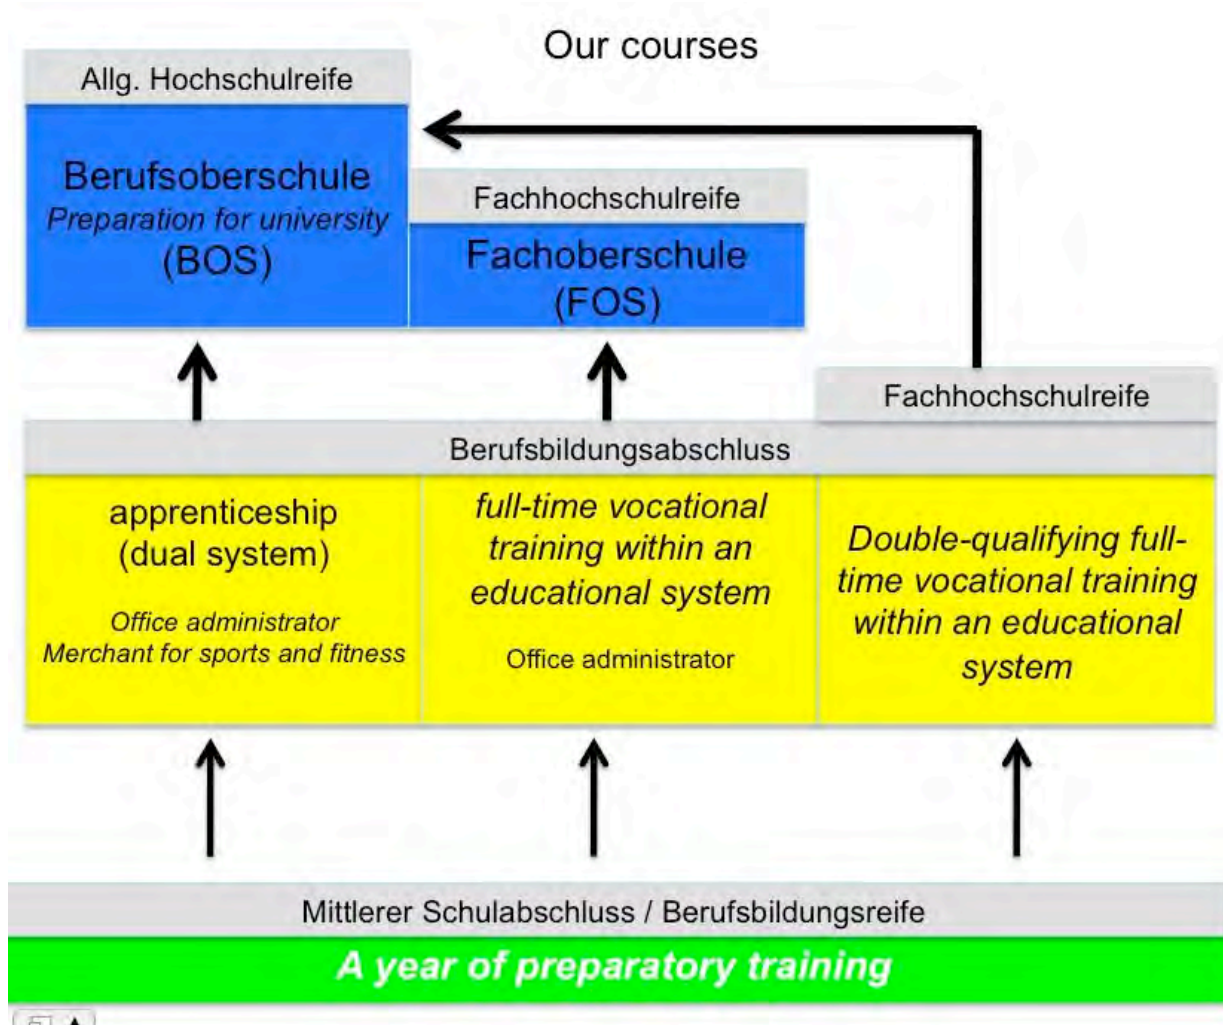 Our courses
Allg. Hochschulreife
Berufsoberschule
Preparation for university
(BOS)
Fachhochschulreife
Fachoberschule
(FOS)
Fachhochschulreife
Berufsbildungsabschluss
apprenticeship
(dual system)
Office administrator
Merchant for sports and fitness
full-time vocational
training within an
educational system
Office administrator
Double-qualifying full-
time vocational training
within an educational
system
Mittlerer Schulabschluss / Berufsbildungsreife
A year of preparatory training